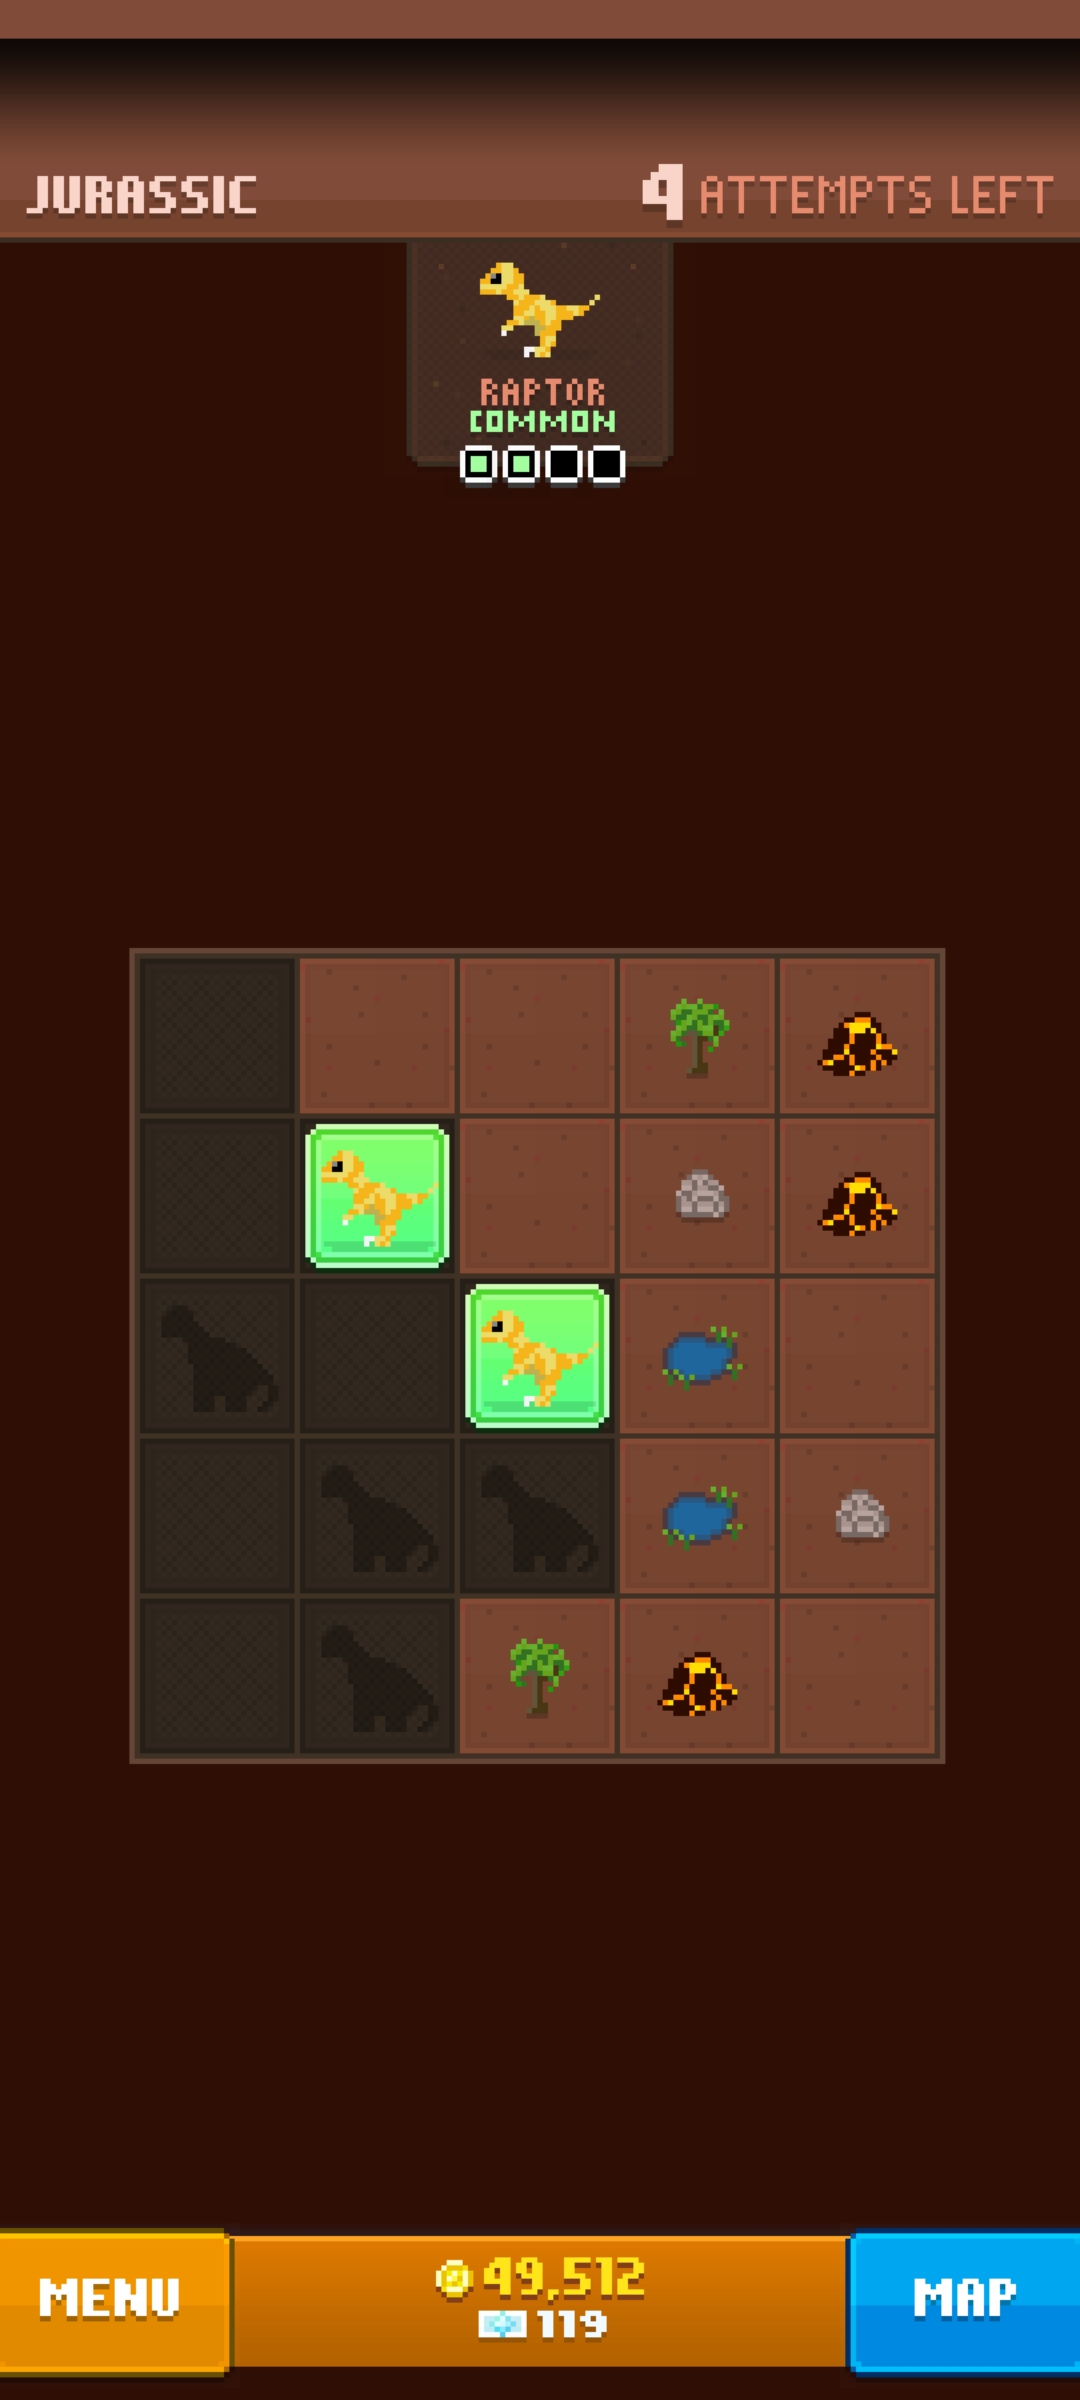 JURASSIC
4 ATTEMPTS LEFT
RAPTOR
COMMON
MENU
49,512
119
MAP